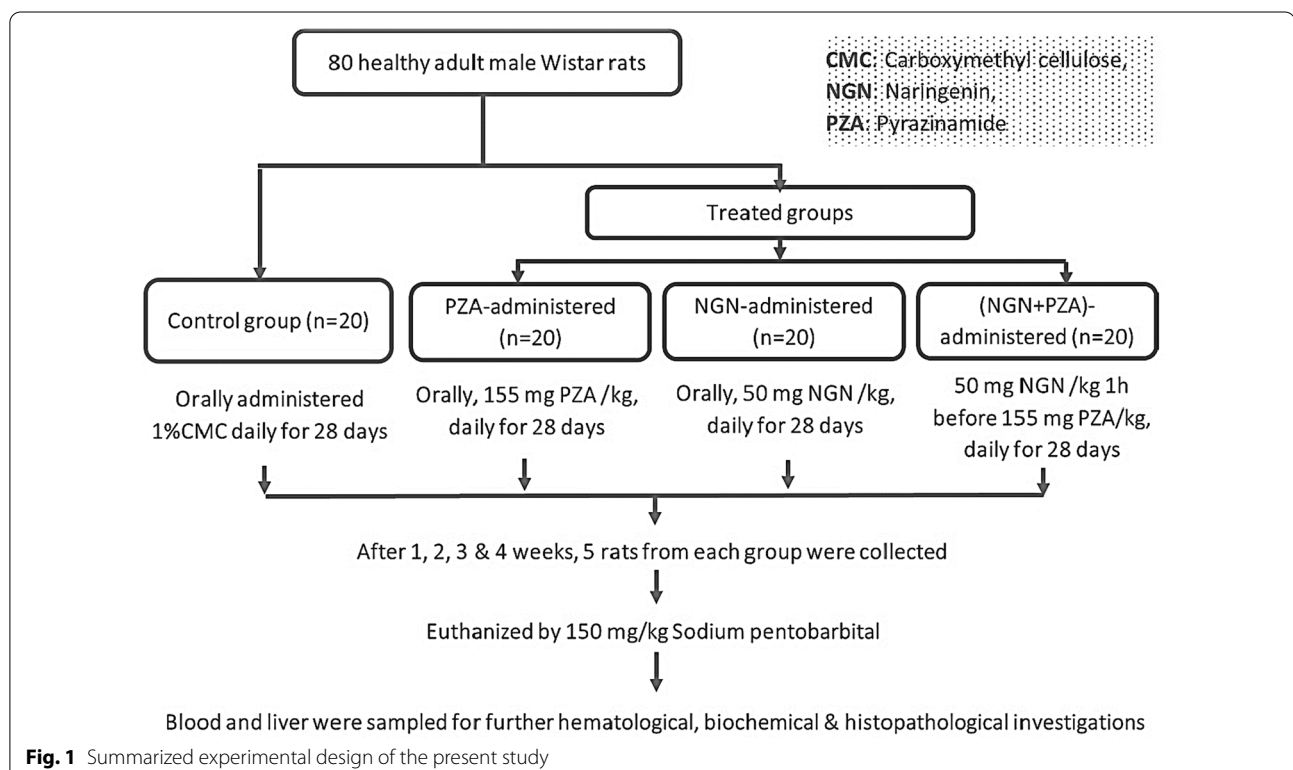 80 healthy adult male Wistar rats
CMC: Carboxymethyl cellulose,
NGN: Naringenin,
PZA: Pyrazinamide
Treated groups
Control group (n=20)
PZA-administered
(n=20)
NGN-administered
(n=20)
(NGN+PZA)-
administered (n=20)
Orally administered
1%CMC daily for 28 days
Orally, 155 mg PZA /kg,
daily for 28 days
Orally, 50 mg NGN /kg,
daily for 28 days
50 mg NGN /kg 1h
before 155 mg PZA/kg,
daily for 28 days
After 1, 2, 3 & 4 weeks, 5 rats from each group were collected
Euthanized by 150 mg/kg Sodium pentobarbital
Blood and liver were sampled for further hematological, biochemical & histopathological investigations
Fig. 1 Summarized experimental design of the present study